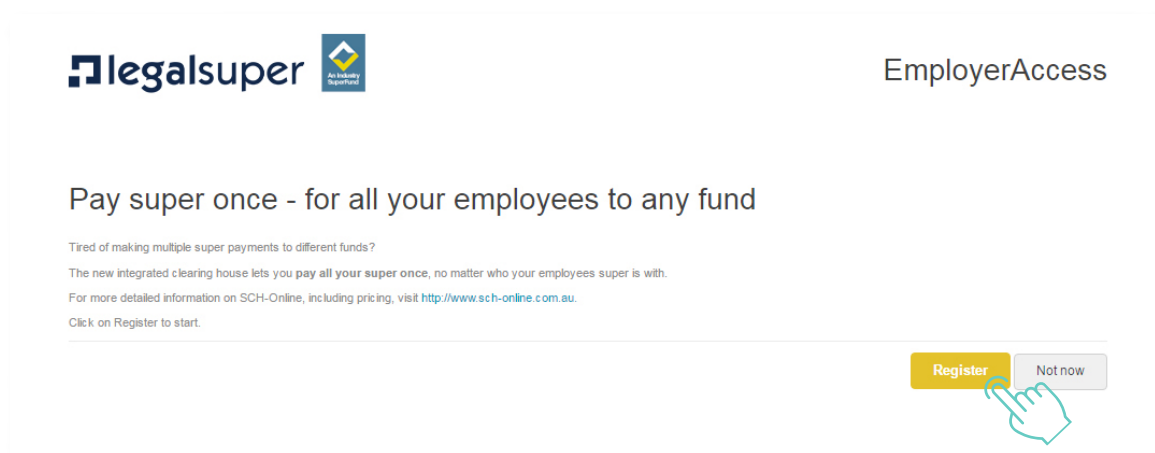 legalsuper
An Industry
SuperFund
EmployerAccess
Pay super once - for all your employees to any fund
Tired of making multiple super payments to different funds?
The new integrated clearing house lets you pay all your super once, no matter who your employees super is with.
For more detailed information on SCH-Online, including pricing, visit http://www.sch-online.com.au.
Click on Register to start.
Register
Not now